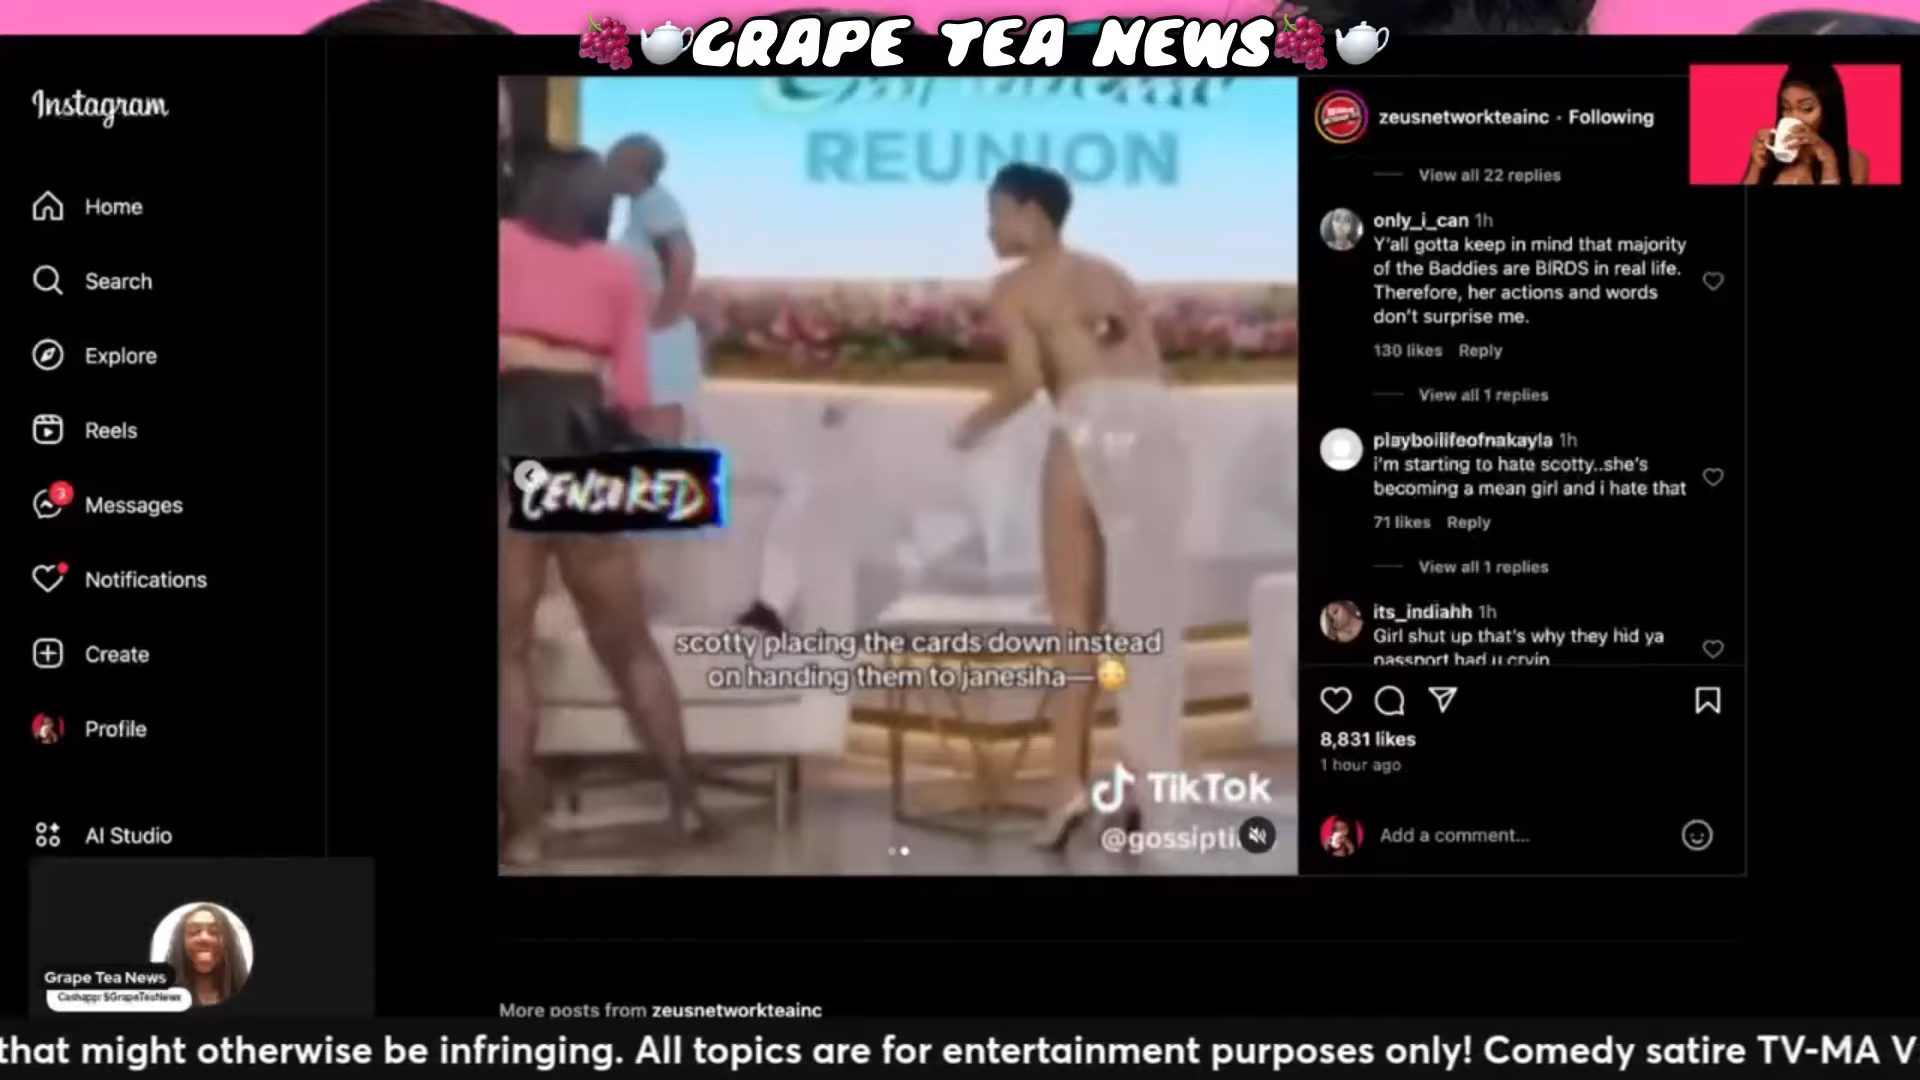 GRAPE TEA NEWS
Instagram
Home
Search
Explore
Reels
3
Messages
Notifications
Create
Profile
AI Studio
Grape Tea News
Cashapp: $GrapeTeaNews
REUNION
CENSORED
scotty placing the cards down instead
on handing them to janesiha—
TikTok
@gossipti
zeusnetworkteainc • Following
View all 22 replies
only_i_can 1h
Y'all gotta keep in mind that majority
of the Baddies are BIRDS in real life.
Therefore, her actions and words
don't surprise me.
130 likes Reply
View all 1 replies
playboilifeofnakayla 1h
i'm starting to hate scotty..she's
becoming a mean girl and i hate that
71 likes Reply
View all 1 replies
its_indiahh 1h
Girl shut up that's why they hid ya
passport had u cryin
8,831 likes
1 hour ago
Add a comment...
More posts from zeusnetworkteainc
that might otherwise be infringing. All topics are for entertainment purposes only! Comedy satire TV-MA V